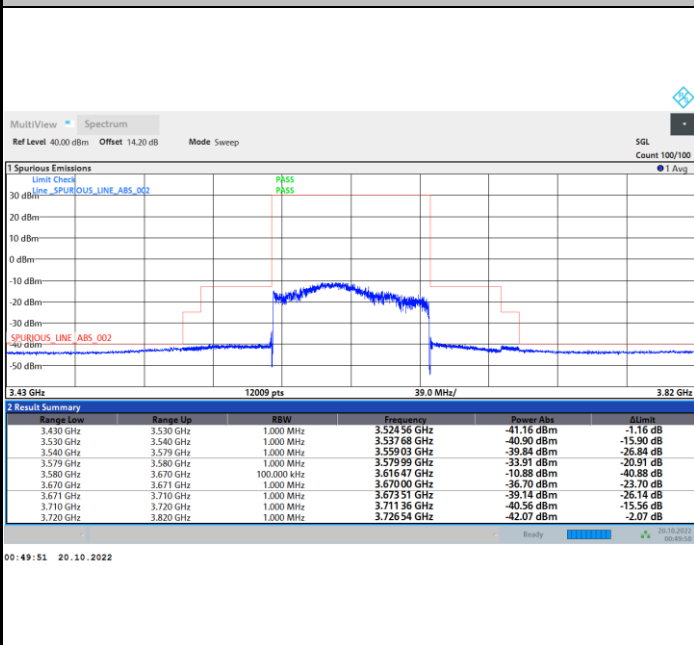 MultiView Spectrum
Ref Level 40.00 dBm Offset 14.20 dB Mode Sweep SGL
Count 100/100
1 Spurious Emissions 1 Avg
Limit Check PASS
Line _SPURIOUS_LINE_ABS_002 PASS
30 dBm
20 dBm
10 dBm
0 dBm
-10 dBm
-20 dBm
-30 dBm
SPURIOUS_LINE_ABS_002
-40 dBm
-50 dBm
3.43 GHz 12009 pts 39.0 MHz/ 3.82 GHz
2 Result Summary
Range Low Range Up RBW Frequency Power Abs ΔLimit
3.430 GHz 3.530 GHz 1.000 MHz 3.524 56 GHz -41.16 dBm -1.16 dB
3.530 GHz 3.540 GHz 1.000 MHz 3.537 68 GHz -40.90 dBm -15.90 dB
3.540 GHz 3.579 GHz 1.000 MHz 3.559 03 GHz -39.84 dBm -26.84 dB
3.579 GHz 3.580 GHz 1.000 MHz 3.579 99 GHz -33.91 dBm -20.91 dB
3.580 GHz 3.670 GHz 100.000 kHz 3.616 47 GHz -10.88 dBm -40.88 dB
3.670 GHz 3.671 GHz 1.000 MHz 3.670 00 GHz -36.70 dBm -23.70 dB
3.671 GHz 3.710 GHz 1.000 MHz 3.673 51 GHz -39.14 dBm -26.14 dB
3.710 GHz 3.720 GHz 1.000 MHz 3.711 36 GHz -40.56 dBm -15.56 dB
3.720 GHz 3.820 GHz 1.000 MHz 3.726 54 GHz -42.07 dBm -2.07 dB
Ready 20.10.2022
00:49:50
00:49:51 20.10.2022